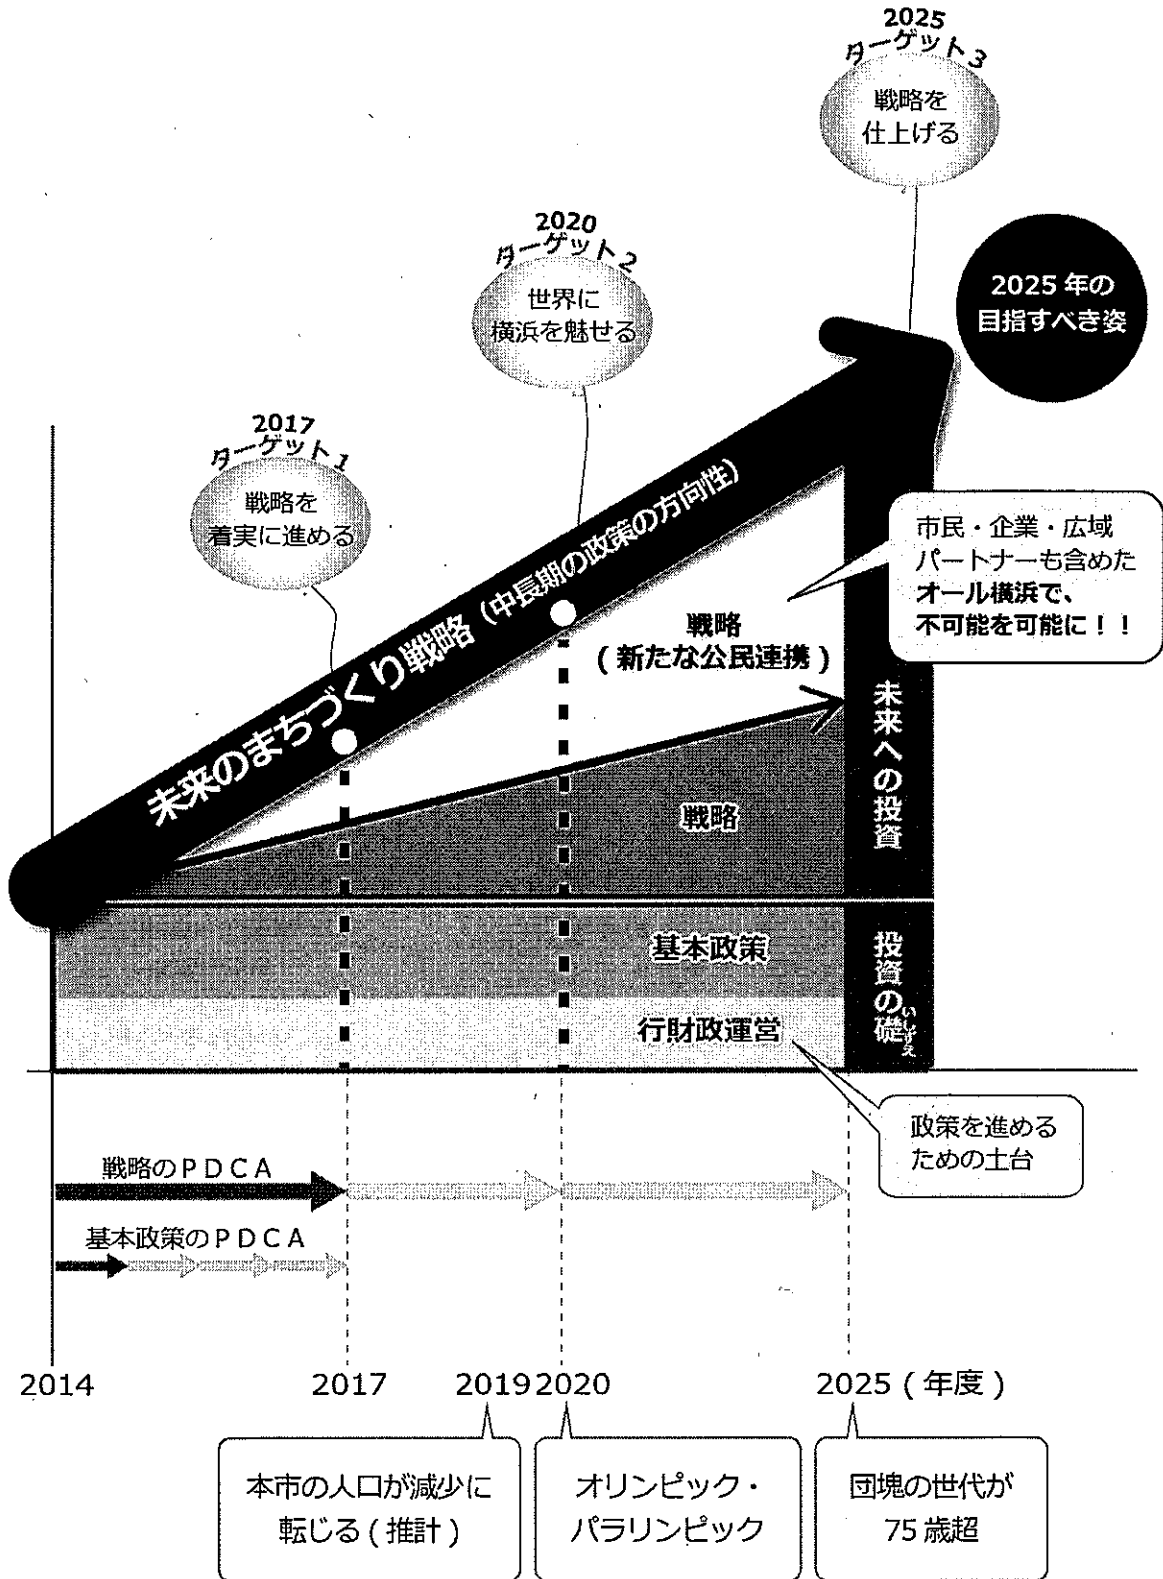 2025
ターゲット3
戦略を
仕上げる
2020
ターゲット2
世界に
横浜を魅せる
2025 年の
目指すべき姿
2017
ターゲット1
戦略を
着実に進める
未来のまちづくり戦略（中長期の政策の方向性）
市民・企業・広域
パートナーも含めた
オール横浜で、
不可能を可能に！！
戦略
（新たな公民連携）
未来への投資
戦略
基本政策
投資の礎
いしずえ
行財政運営
政策を進める
ための土台
戦略のＰＤＣＡ
基本政策のＰＤＣＡ
2014
2017
2019
2020
2025（年度）
本市の人口が減少に
転じる（推計）
オリンピック・
パラリンピック
団塊の世代が
75 歳超